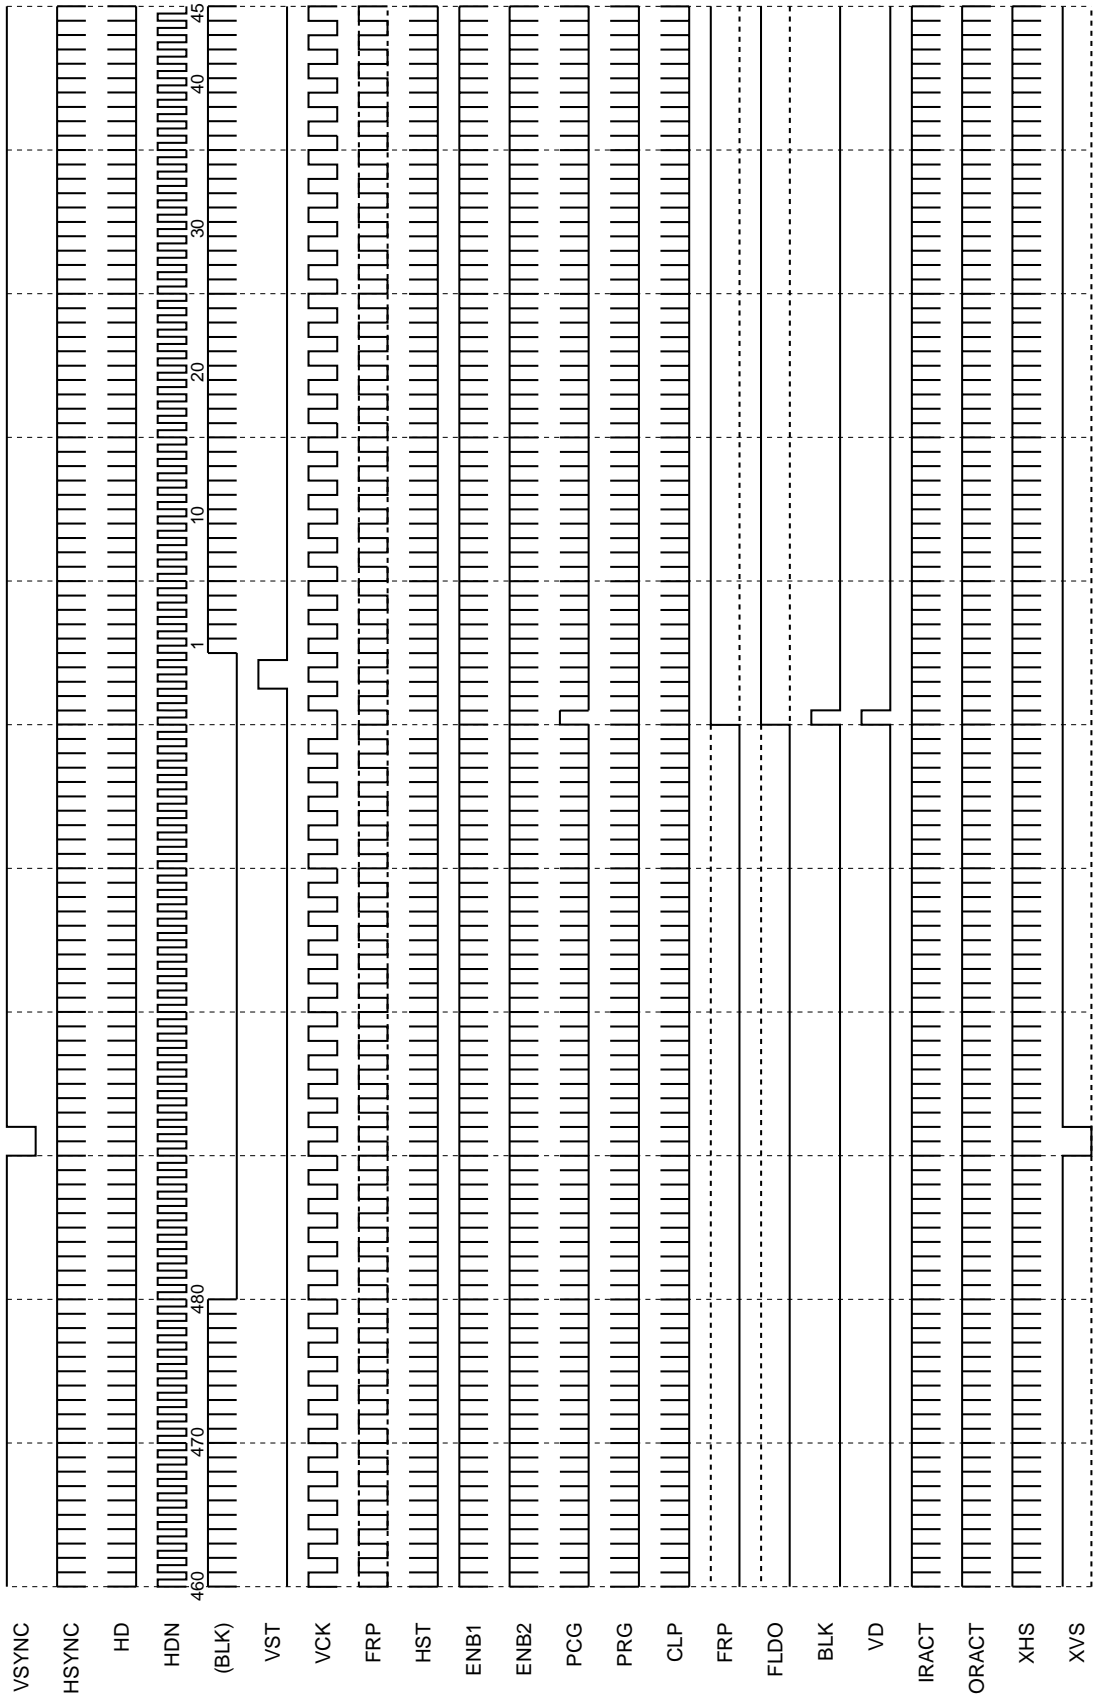 VSYNC
HSYNC
HD
HDN
(BLK)
VST
VCK
FRP
HST
ENB1
ENB2
PCG
PRG
CLP
FRP
FLDO
BLK
VD
IRACT
ORACT
XHS
XVS
460
470
480
1
10
20
30
40
45